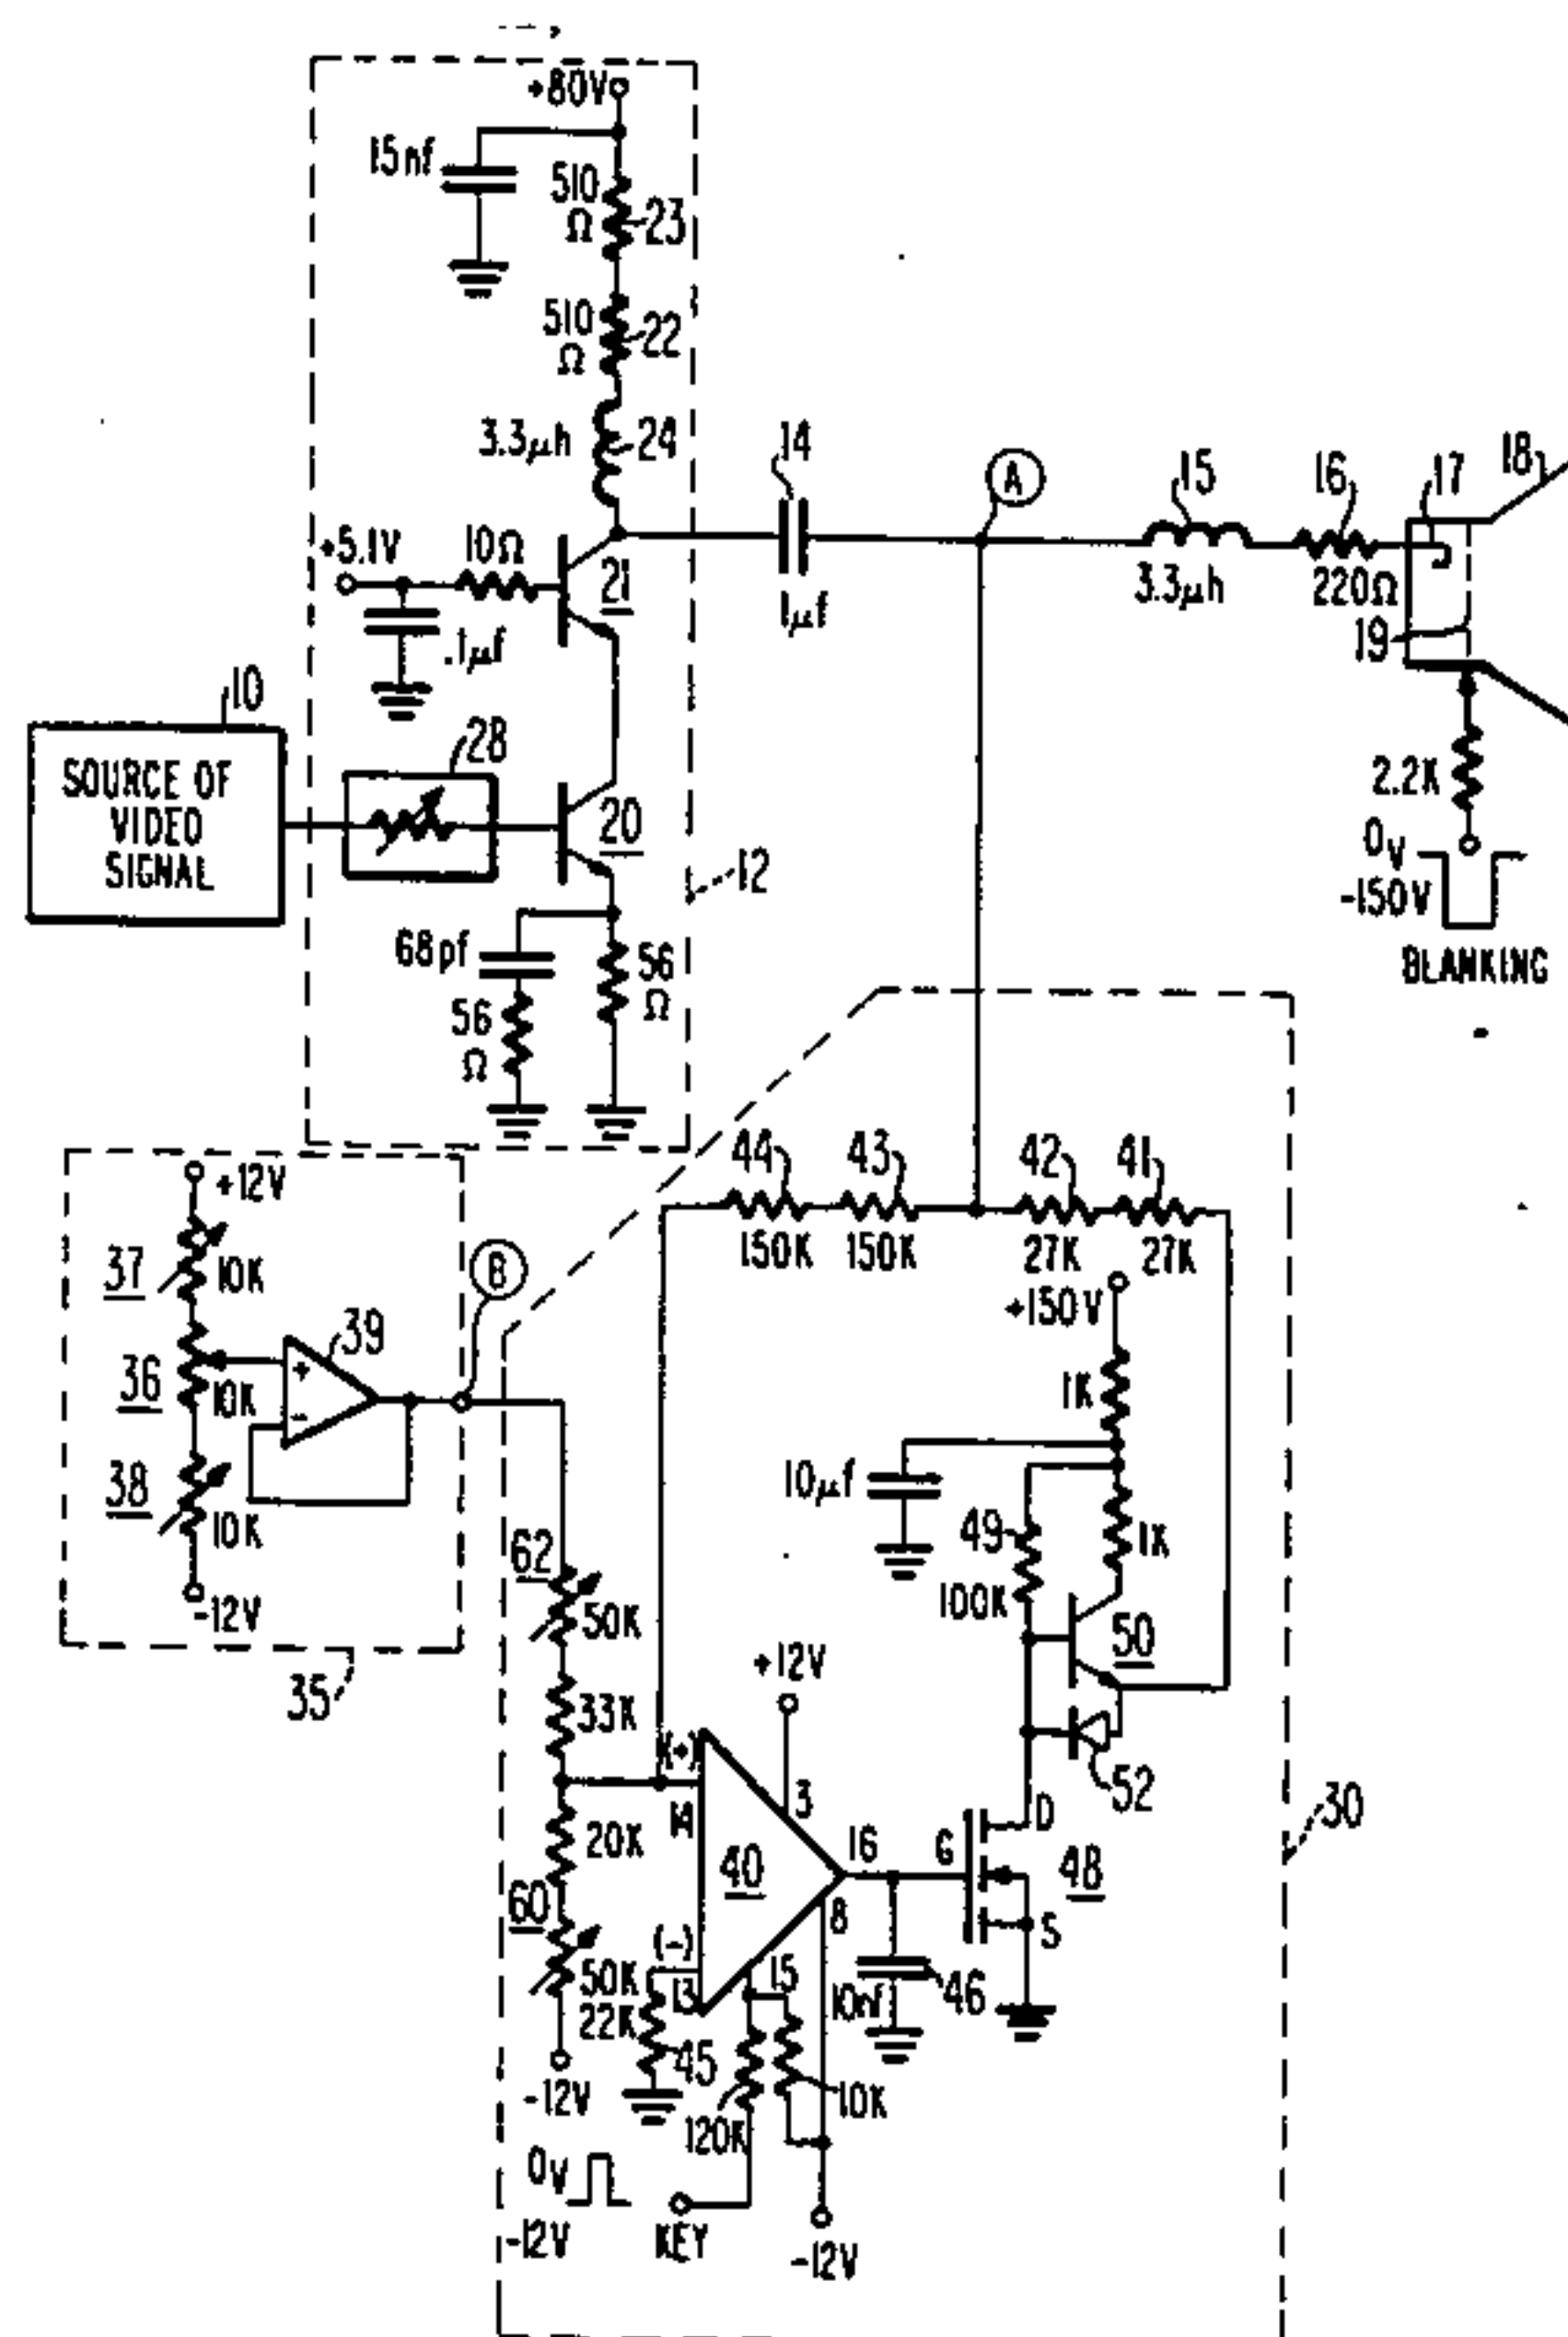 +80V
15nf
510
Ω
23
510
Ω
22
3.3μh
24
14
A
15
16
17
18
+5.1V
10Ω
21
.1μf
1μf
3.3μh
220Ω
19
10
SOURCE OF
VIDEO
SIGNAL
28
20
12
2.2K
0V
-150V
BLANKING
68pf
56
Ω
56
Ω
+12V
37
10K
36
10K
39
38
10K
-12V
35
B
44
43
42
41
150K
150K
27K
27K
+150V
1K
10μf
49
100K
1K
50
52
62
50K
33K
+12V
(+)
3
20K
40
16
G
D
48
S
30
60
50K
(-)
13
8
15
22K
45
10nf
46
-12V
120K
10K
0V
-12V
KEY
-12V